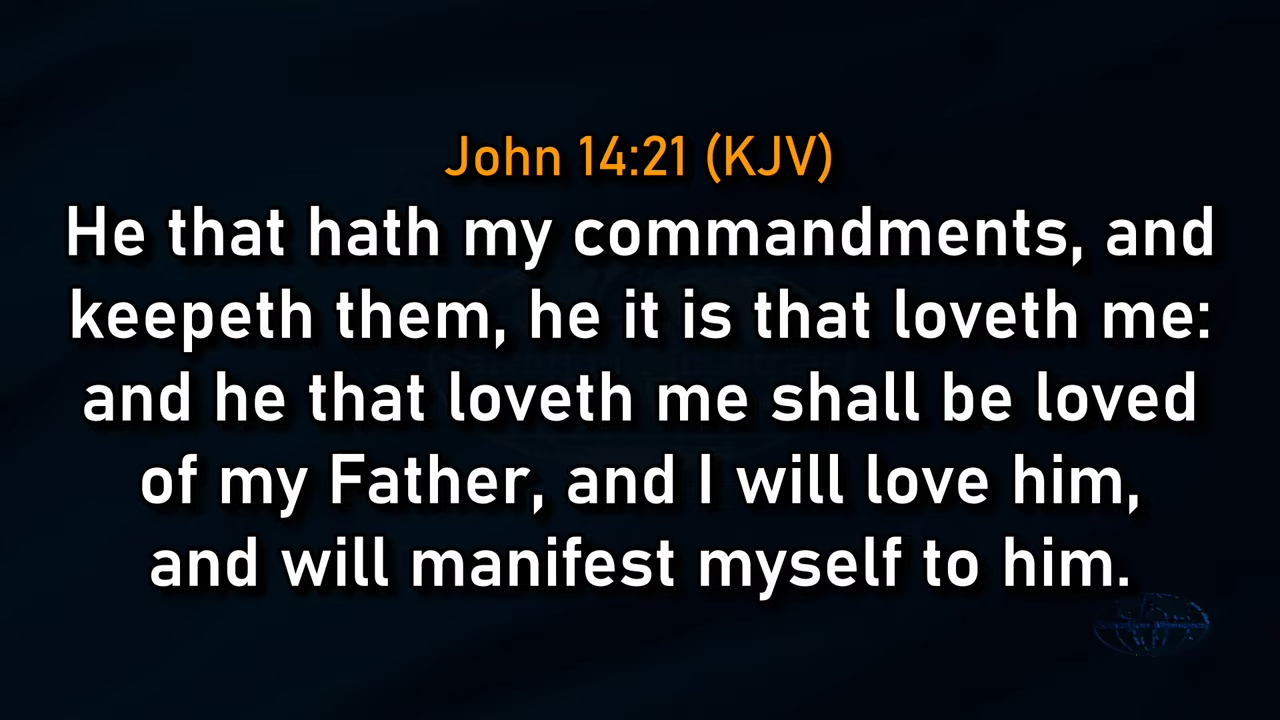 John 14:21 (KJV)
He that hath my commandments, and
keepeth them, he it is that loveth me:
and he that loveth me shall be loved
of my Father, and I will love him,
and will manifest myself to him.